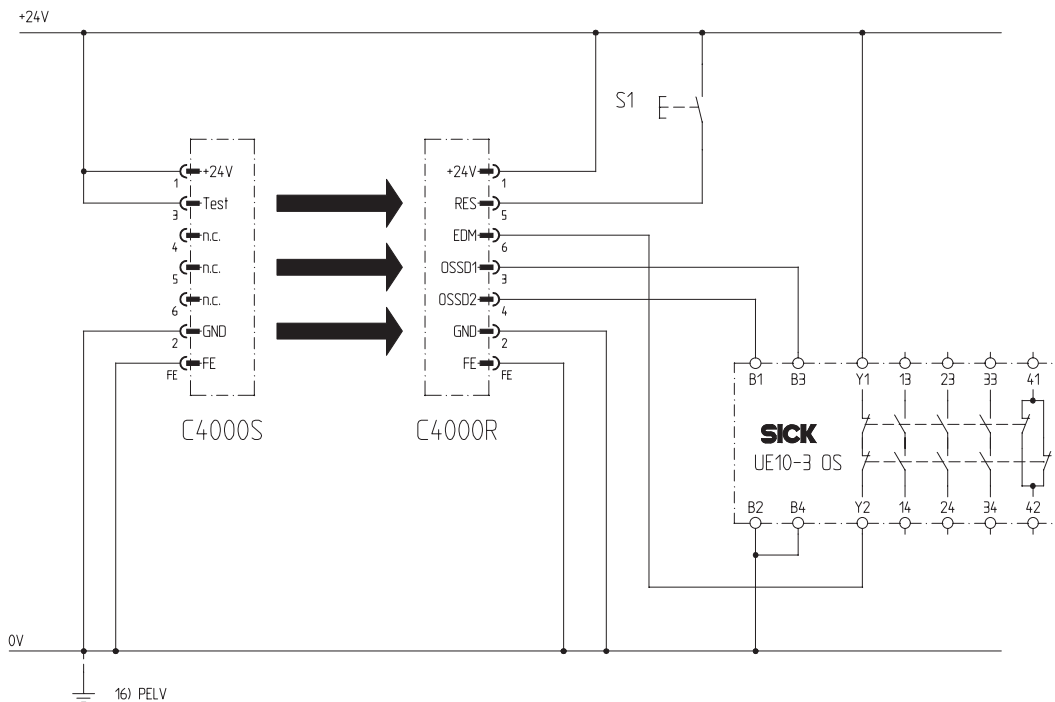 +24V
S1
+24V
1
Test
3
n.c.
4
n.c.
5
n.c.
6
GND
2
FE
FE
C4000S
+24V
1
RES
5
EDM
6
OSSD1
3
OSSD2
4
GND
2
FE
FE
C4000R
B1 B3 Y1 13 23 33 41
SICK
UE10-3 OS
B2 B4 Y2 14 24 34 42
0V
16) PELV